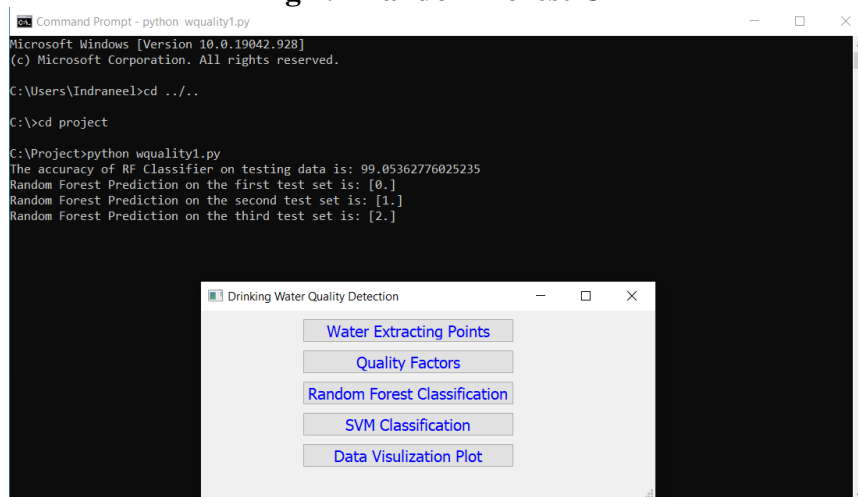 Command Prompt - python wquality1.py
Microsoft Windows [Version 10.0.19042.928]
(c) Microsoft Corporation. All rights reserved.
C:\Users\Indraneel>cd ../..
C:\>cd project
C:\Project>python wquality1.py
The accuracy of RF Classifier on testing data is: 99.05362776025235
Random Forest Prediction on the first test set is: [0.]
Random Forest Prediction on the second test set is: [1.]
Random Forest Prediction on the third test set is: [2.]
Drinking Water Quality Detection
Water Extracting Points
Quality Factors
Random Forest Classification
SVM Classification
Data Visulization Plot